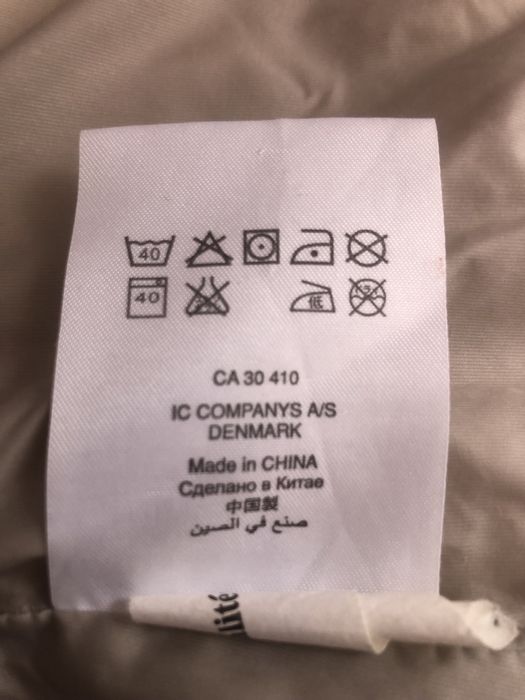 40
40
低
CA 30 410
IC COMPANYS A/S
DENMARK
Made in CHINA
Сделано в Китае
中国製
صنع في الصين
lité